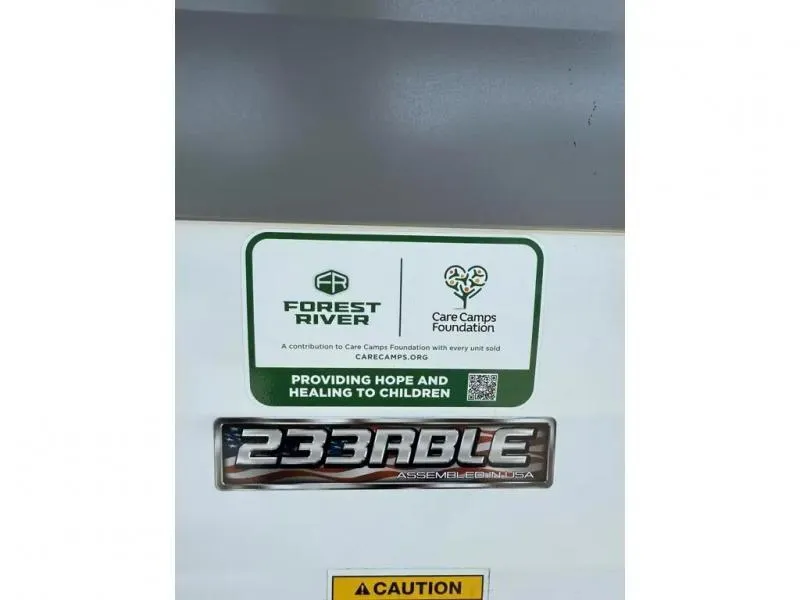 FR
FOREST
RIVER
Care Camps
Foundation
A contribution to Care Camps Foundation with every unit sold
CARECAMPS.ORG
PROVIDING HOPE AND
HEALING TO CHILDREN
233RBLE
ASSEMBLED IN USA
CAUTION